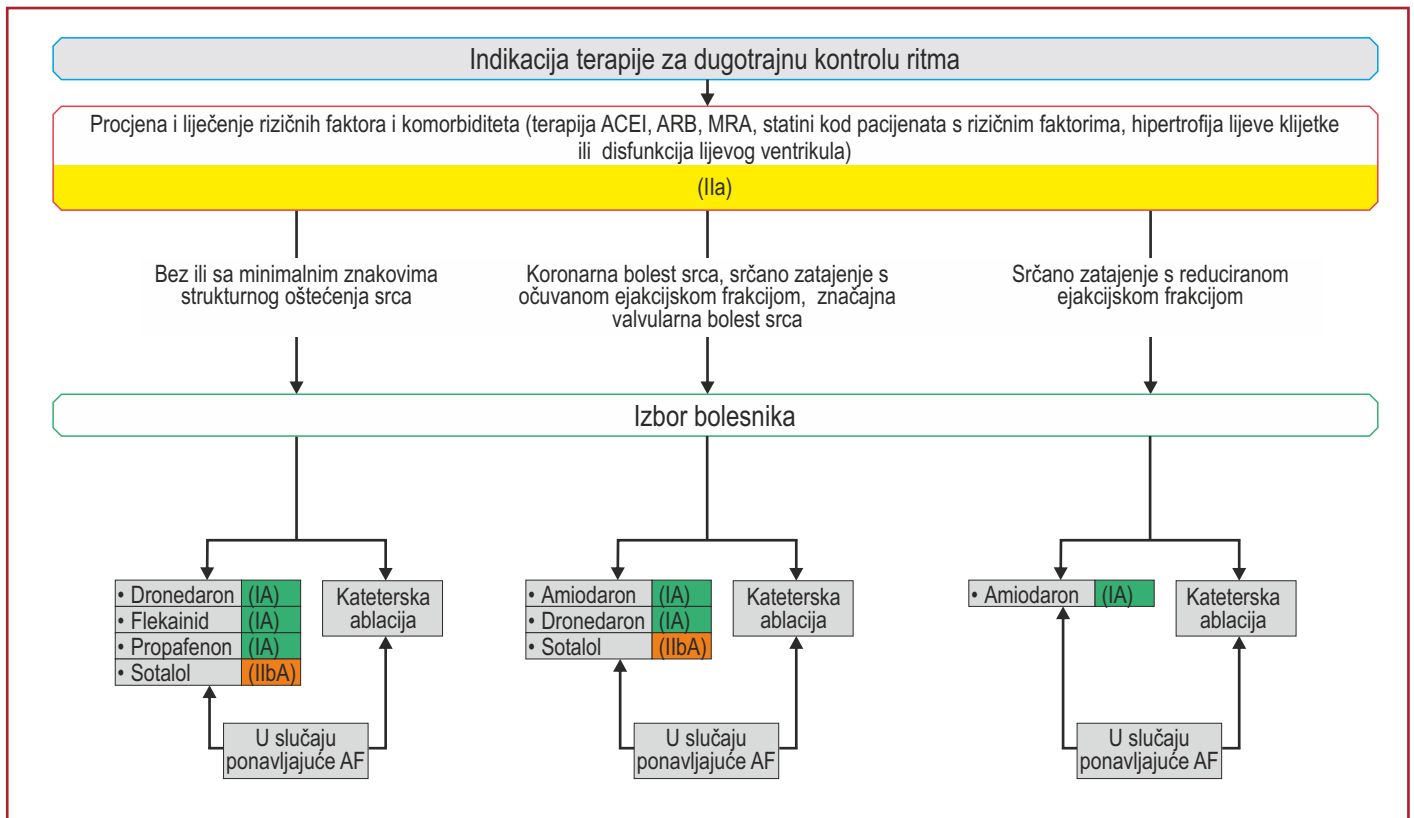 Indikacija terapije za dugotrajnu kontrolu ritma
Procjena i liječenje rizičnih faktora i komorbiditeta (terapija ACEI, ARB, MRA, statini kod pacijenata s rizičnim faktorima, hipertrofija lijeve klijetke
ili disfunkcija lijevog ventrikula)
(IIa)
Bez ili sa minimalnim znakovima
strukturnog oštećenja srca
Koronarna bolest srca, srčano zatajenje s
očuvanom ejakcijskom frakcijom, značajna
valvularna bolest srca
Srčano zatajenje s reduciranom
ejakcijskom frakcijom
Izbor bolesnika
• Dronedaron (IA)
• Flekainid (IA)
• Propafenon (IA)
• Sotalol (IIbA)
Kateterska
ablacija
U slučaju
ponavljajuće AF
• Amiodaron (IA)
• Dronedaron (IA)
• Sotalol (IIbA)
Kateterska
ablacija
U slučaju
ponavljajuće AF
• Amiodaron (IA)
Kateterska
ablacija
U slučaju
ponavljajuće AF